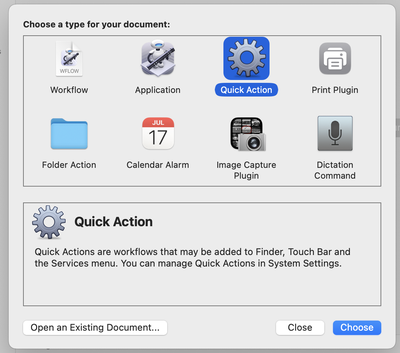 Choose a type for your document:
WFLOW
Workflow
Application
Quick Action
Print Plugin
Folder Action
JUL
17
Calendar Alarm
Image Capture
Plugin
Dictation
Command
Quick Action
Quick Actions are workflows that may be added to Finder, Touch Bar and
the Services menu. You can manage Quick Actions in System Settings.
Open an Existing Document...
Close
Choose